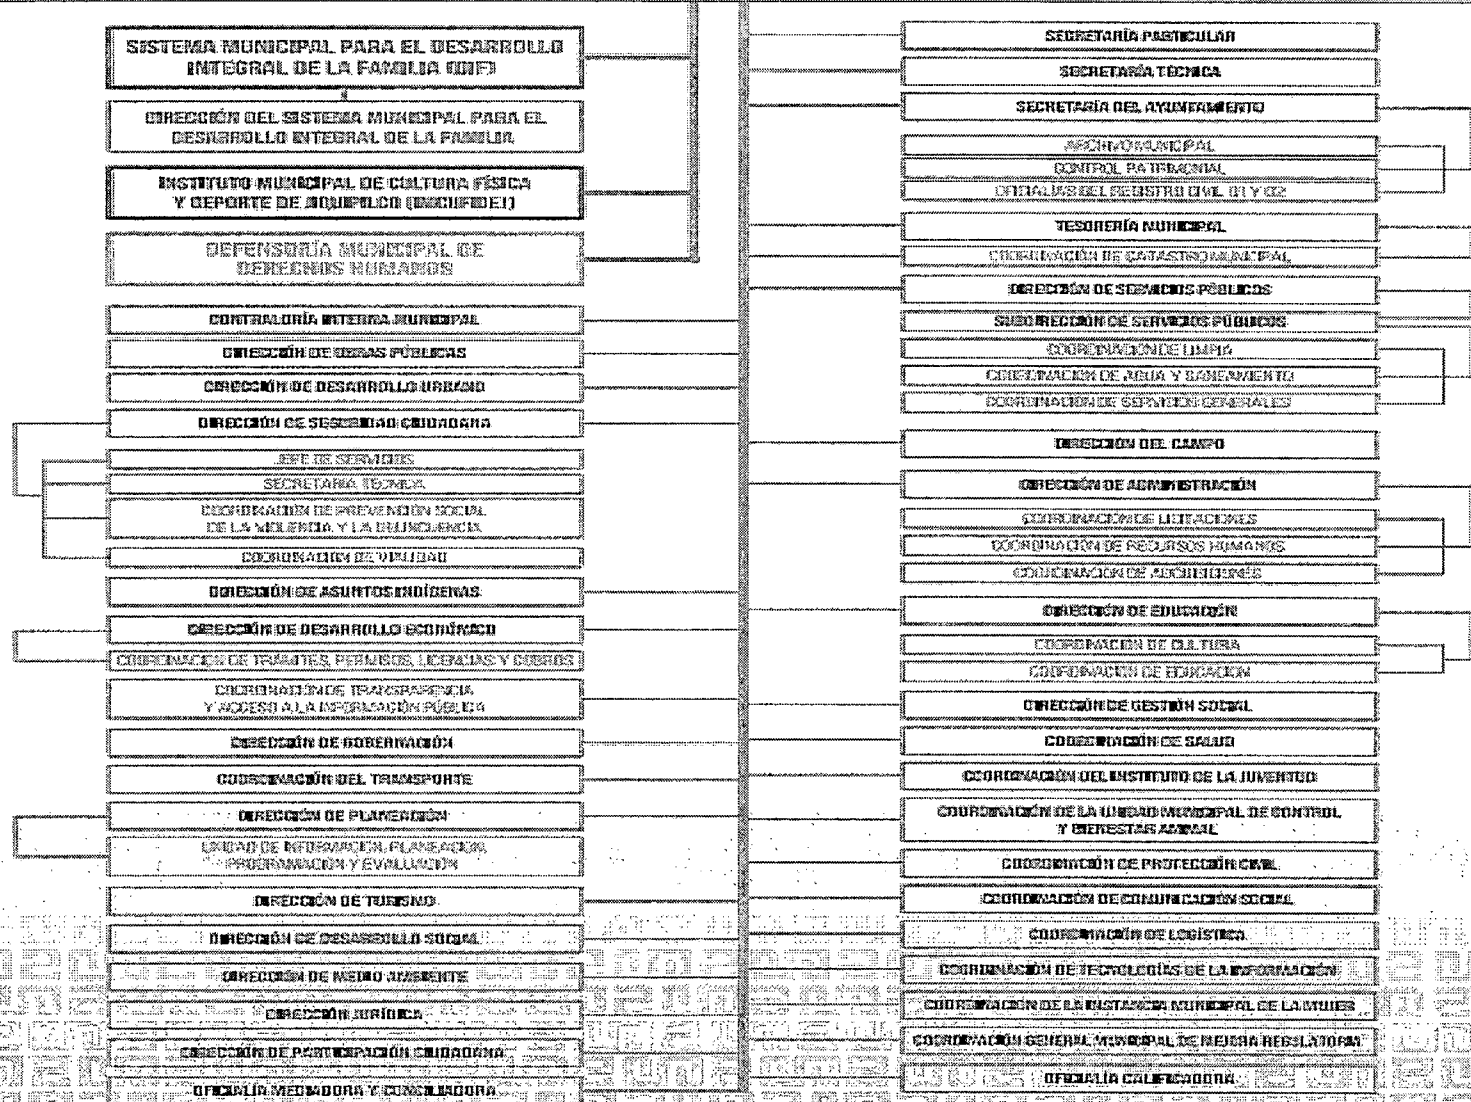 SISTEMA MUNICIPAL PARA EL DESARROLLO
INTEGRAL DE LA FAMILIA (DIF)
DIRECCIÓN DEL SISTEMA MUNICIPAL PARA EL
DESARROLLO INTEGRAL DE LA FAMILIA
INSTITUTO MUNICIPAL DE CULTURA FÍSICA
Y DEPORTE DE JIQUIPILCO (IMCUFIDEJ)
DEFENSORÍA MUNICIPAL DE
DERECHOS HUMANOS
CONTRALORÍA INTERNA MUNICIPAL
DIRECCIÓN DE OBRAS PÚBLICAS
DIRECCIÓN DE DESARROLLO URBANO
DIRECCIÓN DE SEGURIDAD CIUDADANA
JEFE DE SERVICIOS
SECRETARÍA TÉCNICA
COORDINACIÓN DE PREVENCIÓN SOCIAL
DE LA VIOLENCIA Y LA DELINCUENCIA
COORDINACIÓN DE VIALIDAD
DIRECCIÓN DE ASUNTOS INDÍGENAS
DIRECCIÓN DE DESARROLLO ECONÓMICO
COORDINACIÓN DE TRÁMITES, PERMISOS, LICENCIAS Y COBROS
COORDINACIÓN DE TRANSPARENCIA
Y ACCESO A LA INFORMACIÓN PÚBLICA
DIRECCIÓN DE GOBERNACIÓN
COORDINACIÓN DEL TRANSPORTE
DIRECCIÓN DE PLANEACIÓN
UNIDAD DE INFORMACIÓN, PLANEACIÓN,
PROGRAMACIÓN Y EVALUACIÓN
DIRECCIÓN DE TURISMO
DIRECCIÓN DE DESARROLLO SOCIAL
DIRECCIÓN DE MEDIO AMBIENTE
DIRECCIÓN JURÍDICA
DIRECCIÓN DE PARTICIPACIÓN CIUDADANA
OFICIALÍA MEDIADORA Y CONCILIADORA
SECRETARÍA PARTICULAR
SECRETARÍA TÉCNICA
SECRETARÍA DEL AYUNTAMIENTO
ARCHIVO MUNICIPAL
CONTROL PATRIMONIAL
OFICIALÍAS DEL REGISTRO CIVIL 01 Y 02
TESORERÍA MUNICIPAL
COORDINACIÓN DE CATASTRO MUNICIPAL
DIRECCIÓN DE SERVICIOS PÚBLICOS
SUBDIRECCIÓN DE SERVICIOS PÚBLICOS
COORDINACIÓN DE LIMPIA
COORDINACIÓN DE AGUA Y SANEAMIENTO
COORDINACIÓN DE SERVICIOS GENERALES
DIRECCIÓN DEL CAMPO
DIRECCIÓN DE ADMINISTRACIÓN
COORDINACIÓN DE LICITACIONES
COORDINACIÓN DE RECURSOS HUMANOS
COORDINACIÓN DE ADQUISICIONES
DIRECCIÓN DE EDUCACIÓN
COORDINACIÓN DE CULTURA
COORDINACIÓN DE EDUCACIÓN
DIRECCIÓN DE GESTIÓN SOCIAL
COORDINACIÓN DE SALUD
COORDINACIÓN DEL INSTITUTO DE LA JUVENTUD
COORDINACIÓN DE LA UNIDAD MUNICIPAL DE CONTROL
Y BIENESTAR ANIMAL
COORDINACIÓN DE PROTECCIÓN CIVIL
COORDINACIÓN DE COMUNICACIÓN SOCIAL
COORDINACIÓN DE LOGÍSTICA
COORDINACIÓN DE TECNOLOGÍAS DE LA INFORMACIÓN
COORDINACIÓN DE LA INSTANCIA MUNICIPAL DE LA MUJER
COORDINACIÓN GENERAL MUNICIPAL DE MEJORA REGULATORIA
OFICIALÍA CALIFICADORA